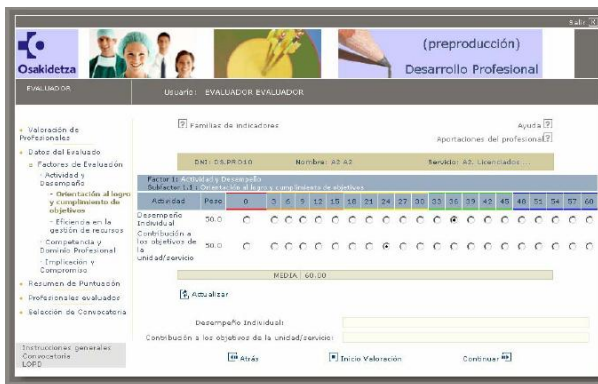 Salir
Osakidetza
(preproducción)
Desarrollo Profesional
EVALUADOR
Usuario: EVALUADOR EVALUADOR
Valoración de Profesionales
Datos del Evaluado
Factores de Evaluación
Actividad y Desempeño
Orientación al logro y cumplimiento de objetivos
Eficiencia en la gestión de recursos
Competencia y Dominio Profesional
Implicación y Compromiso
Resumen de Puntuación
Profesionales evaluados
Selección de Convocatoria
Instrucciones generales
Convocatoria
LOPD
? Familias de indicadores
Ayuda ?
Aportaciones del profesional ?
DNI: DS.PRO10 Nombre: A2 A2 Servicio: A2. Licenciados ...
Factor 1: Actividad y Desempeño
Subfactor 1.1: Orientación al logro y cumplimiento de objetivos
Actividad Peso 0 3 6 9 12 15 18 21 24 27 30 33 36 39 42 45 48 51 54 57 60
Desempeño Individual 50.0
Contribución a los objetivos de la unidad/servicio 50.0
MEDIA 60.00
Actualizar
Desempeño Individual:
Contribución a los objetivos de la unidad/servicio:
Atrás Inicio Valoración Continuar